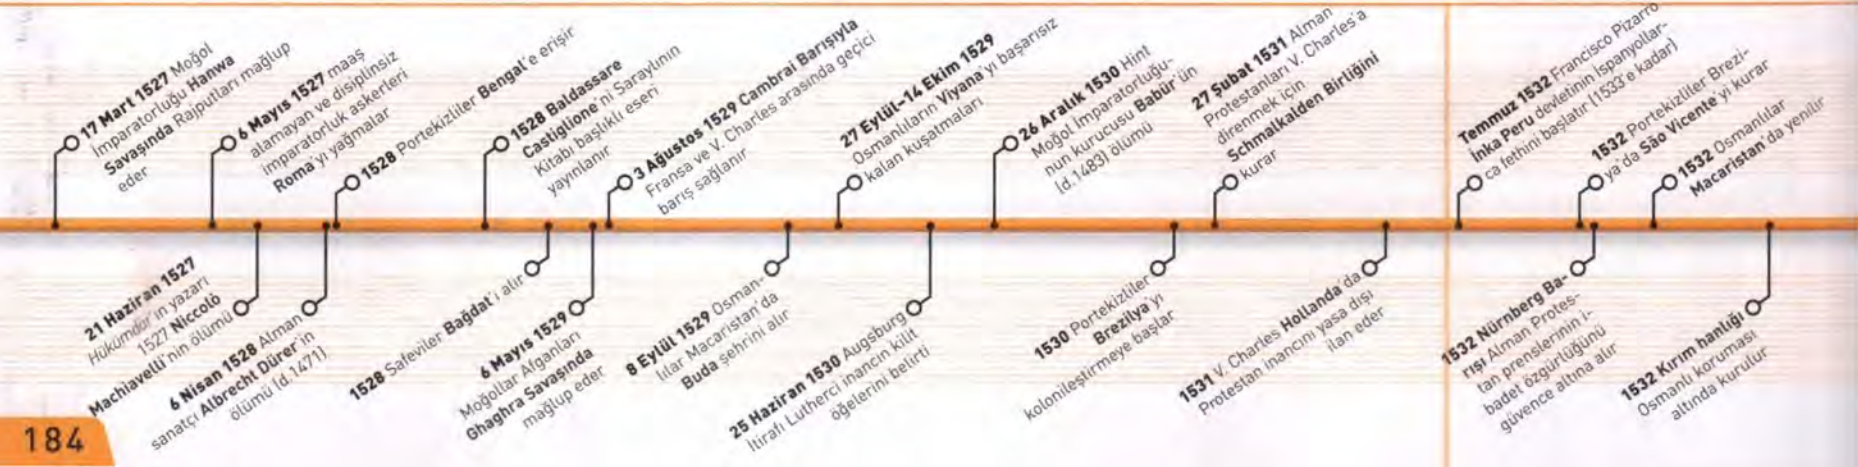 17 Mart 1527 Moğol
İmparatorluğu Hanwa
Savaşında Rajputları mağlup
eder
6 Mayıs 1527 maaş
alamayan ve disiplinsiz
imparatorluk askerleri
Roma'yı yağmalar
1528 Portekizliler Bengal'e erişir
1528 Baldassare
Castiglione'ni Saraylının
Kitabı başlıklı eseri
yayınlanır
3 Ağustos 1529 Cambrai Barışıyla
Fransa ve V. Charles arasında geçici
barış sağlanır
27 Eylül-14 Ekim 1529
Osmanlıların Viyana'yı başarısız
kalan kuşatmaları
26 Aralık 1530 Hint
Moğol İmparatorluğu-
nun kurucusu Babür'ün
(d.1483) ölümü
27 Şubat 1531 Alman
Protestanları V. Charles'a
direnmek için
Schmalkalden Birliğini
kurar
Temmuz 1532 Francisco Pizarro
İnka Peru devletinin İspanyollar-
ca fethini başlatır (1533'e kadar)
1532 Portekizliler Brezi-
ya'da São Vicente'yi kurar
1532 Osmanlılar
Macaristan'da yenilir
21 Haziran 1527
Hükümdar'ın yazarı
1527 Niccolò
Machiavelli'nin ölümü
6 Nisan 1528 Alman
sanatçı Albrecht Dürer'in
ölümü (d.1471)
1528 Safeviler Bağdat'i alır
6 Mayıs 1529
Moğollar Afganları
Ghaghra Savaşında
mağlup eder
8 Eylül 1529 Osman-
lılar Macaristan'da
Buda şehrini alır
25 Haziran 1530 Augsburg
İtirafı Lutherci inancın kilit
öğelerini belirti
1530 Portekizliler
Brezilya'yı
kolonileştirmeye başlar
1531 V. Charles Hollanda'da
Protestan inancını yasa dışı
ilan eder
1532 Nürnberg Ba-
rışı Alman Protes-
tan prenslerinin i-
badet özgürlüğünü
güvence altına alır
1532 Kırım hanlığı
Osmanlı koruması
altında kurulur
184